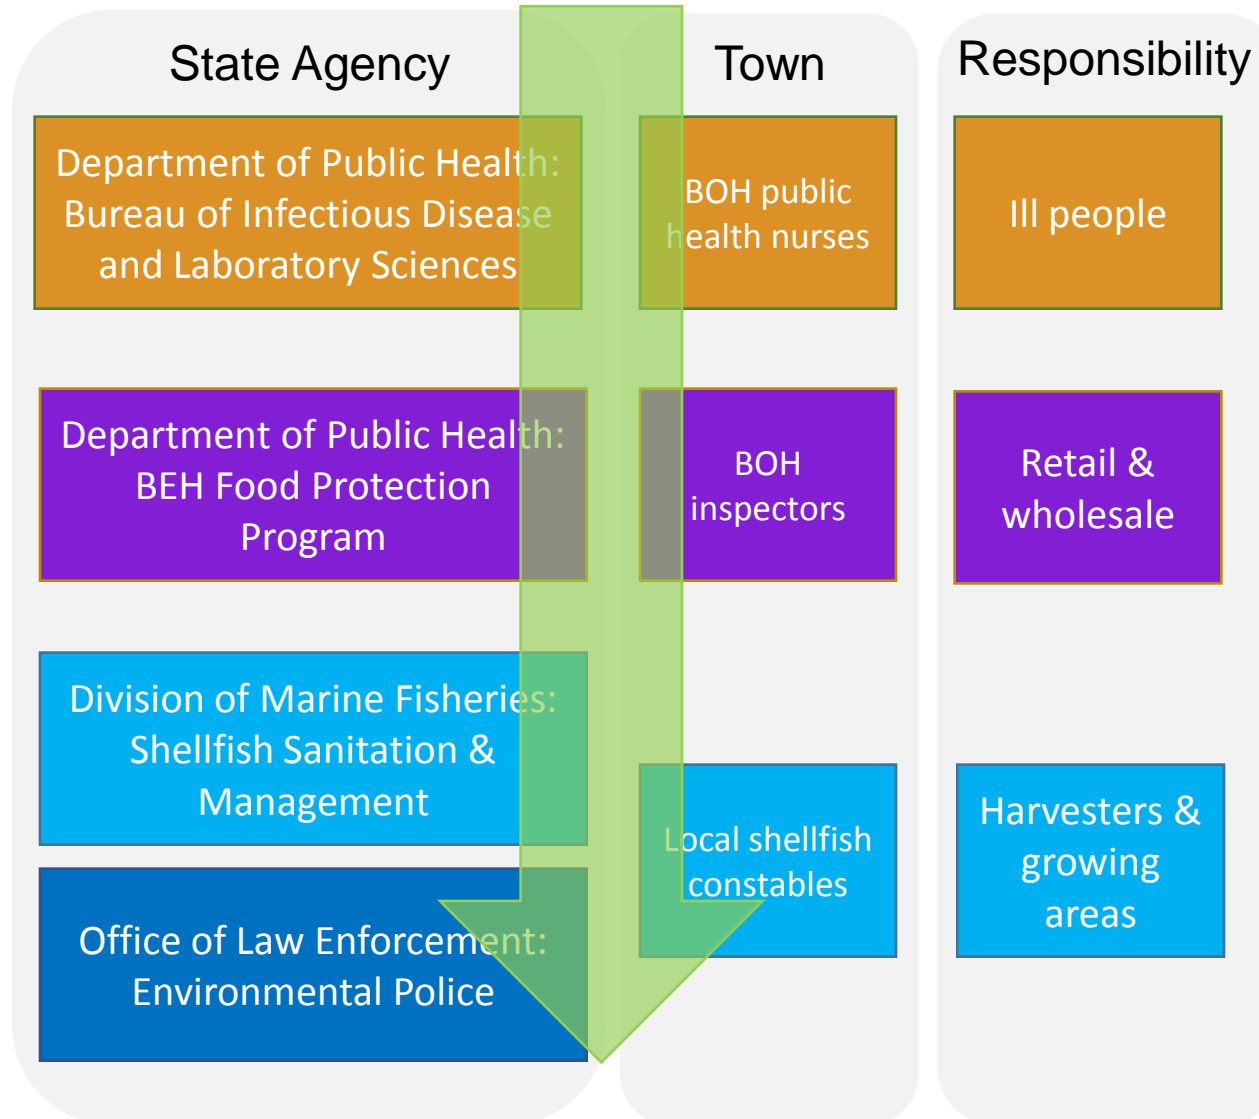 State Agency
Town
Responsibility
Department of Public Health:
Bureau of Infectious Disease
and Laboratory Sciences
BOH public
health nurses
Ill people
Department of Public Health:
BEH Food Protection
Program
BOH
inspectors
Retail &
wholesale
Division of Marine Fisheries:
Shellfish Sanitation &
Management
Local shellfish
constables
Harvesters &
growing
areas
Office of Law Enforcement:
Environmental Police